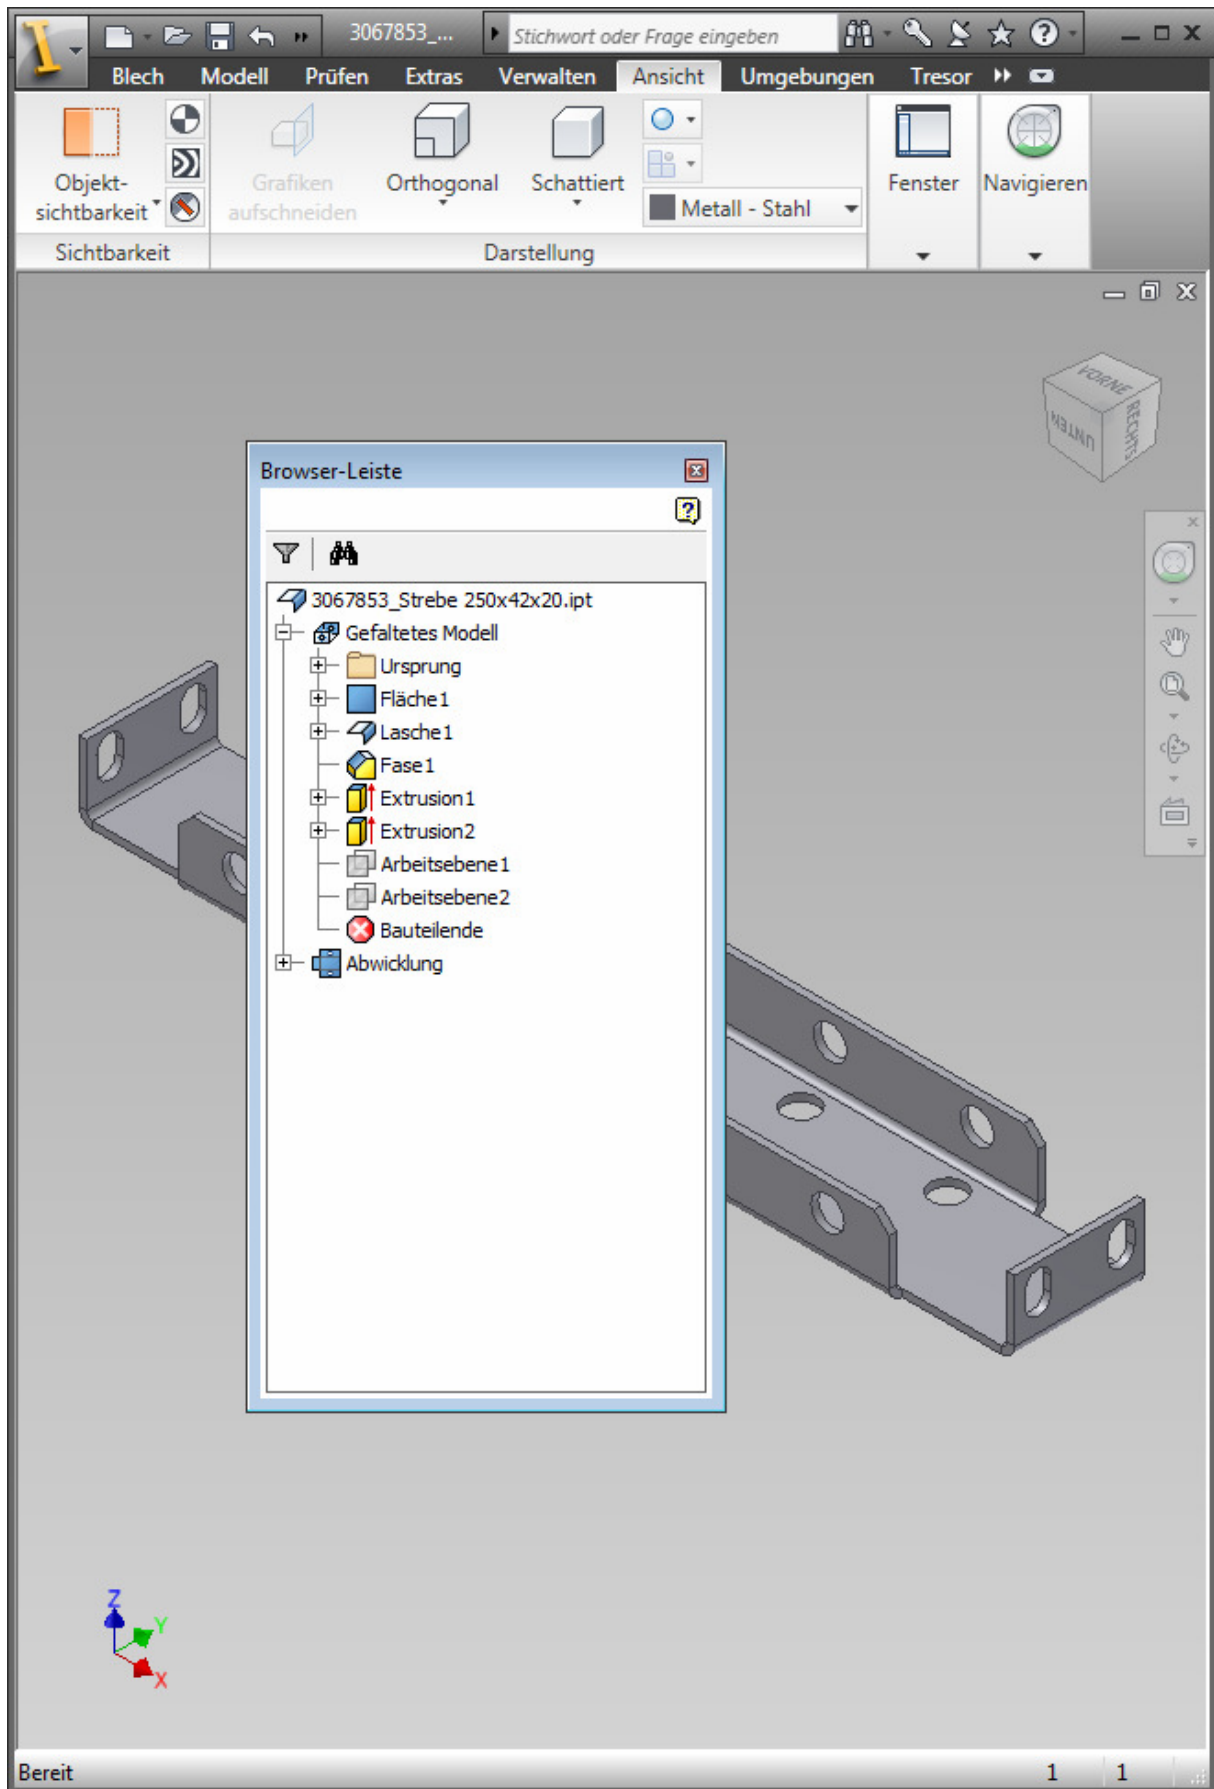 3067853_... Stichwort oder Frage eingeben
Blech Modell Prüfen Extras Verwalten Ansicht Umgebungen Tresor
Objekt-
sichtbarkeit
Grafiken
aufschneiden
Orthogonal
Schattiert
Metall - Stahl
Fenster
Navigieren
Sichtbarkeit
Darstellung
VORNE
RECHTS
UNTEN
Browser-Leiste
3067853_Strebe 250x42x20.ipt
Gefaltetes Modell
Ursprung
Fläche1
Lasche1
Fase1
Extrusion1
Extrusion2
Arbeitsebene1
Arbeitsebene2
Bauteilende
Abwicklung
Z
Y
X
Bereit 1 1